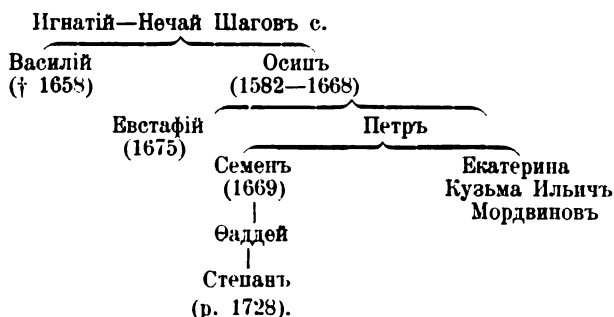 Игнатій—Нечай Шаговъ с.
Василій Осипъ
(† 1658) (1582—1668)
Евстафій Петръ
(1675)
Семенъ Екатерина
(1669) Кузьма Ильичъ
Мордвиновъ
Ѳаддей
Степанъ
(р. 1728).